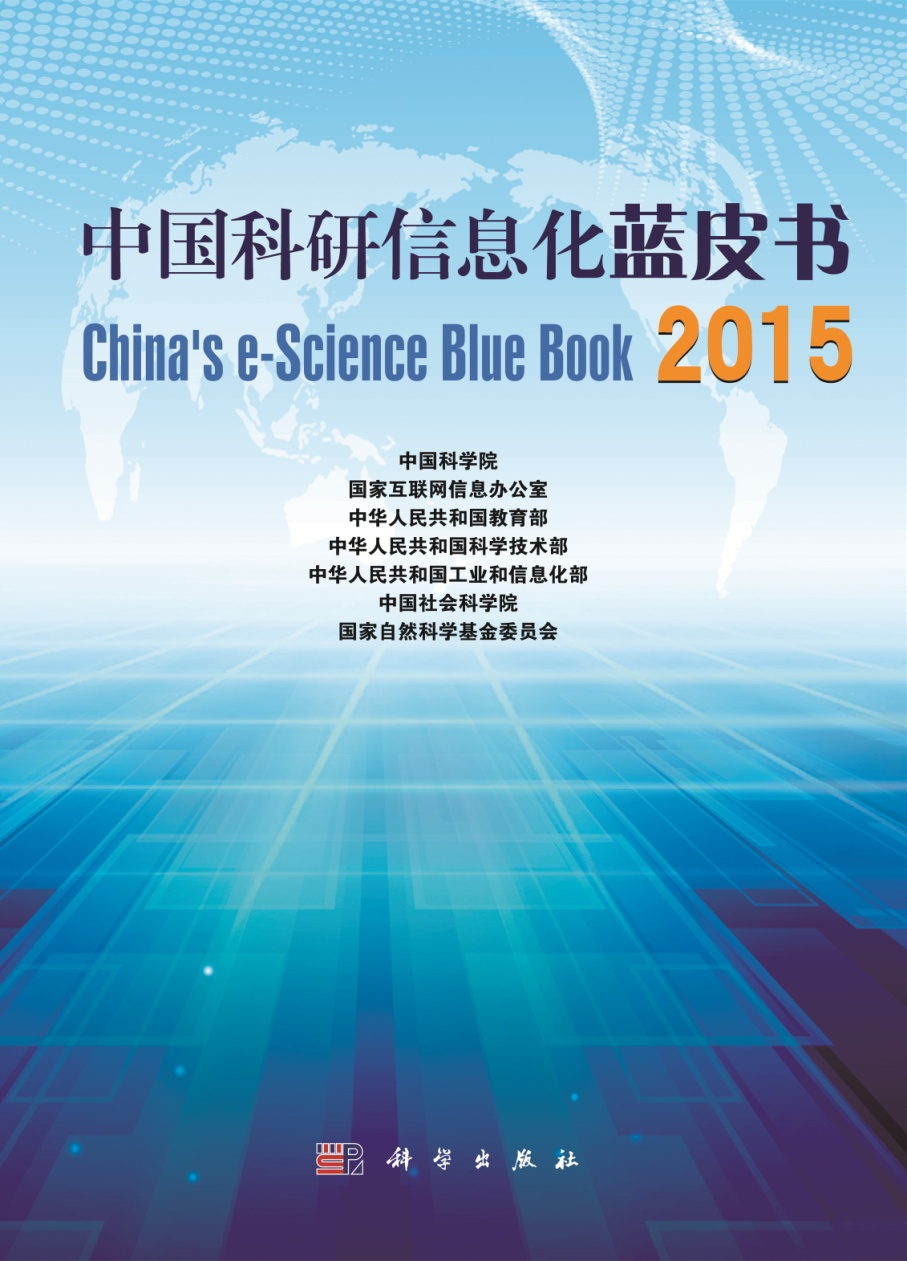 中国科研信息化蓝皮书
China's e-Science Blue Book 2015
中国科学院
国家互联网信息办公室
中华人民共和国教育部
中华人民共和国科学技术部
中华人民共和国工业和信息化部
中国社会科学院
国家自然科学基金委员会
科学出版社